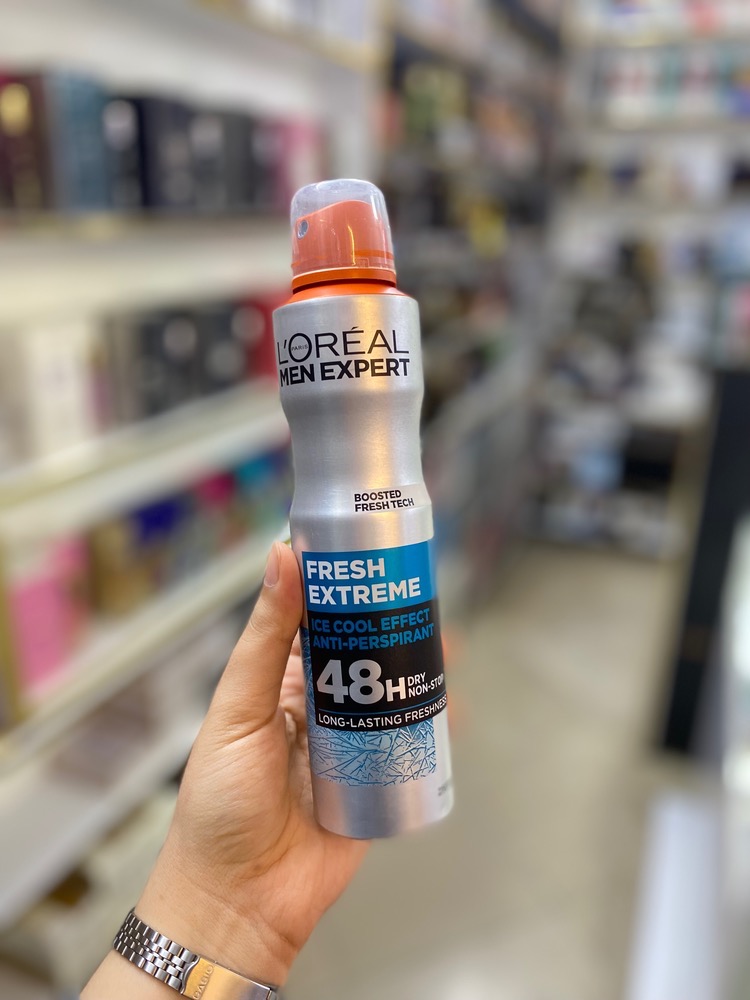 L'ORÉAL
PARIS
MEN EXPERT
BOOSTED
FRESH TECH
FRESH
EXTREME
ICE COOL EFFECT
ANTI-PERSPIRANT
48H DRY
NON-STOP
LONG-LASTING FRESHNESS
CASIO